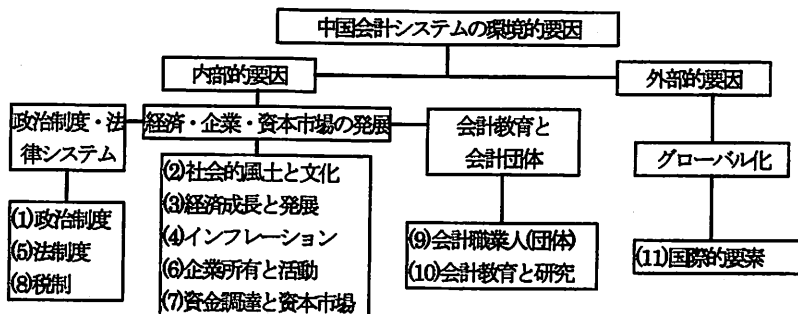 中国会計システムの環境的要因
内部的要因
外部的要因
政治制度・法
律システム
経済・企業・資本市場の発展
会計教育と
会計団体
グローバル化
(1)政治制度
(5)法制度
(8)税制
(2)社会的風土と文化
(3)経済成長と発展
(4)インフレーション
(6)企業所有と活動
(7)資金調達と資本市場
(9)会計職業人(団体)
(10)会計教育と研究
(11)国際的要素